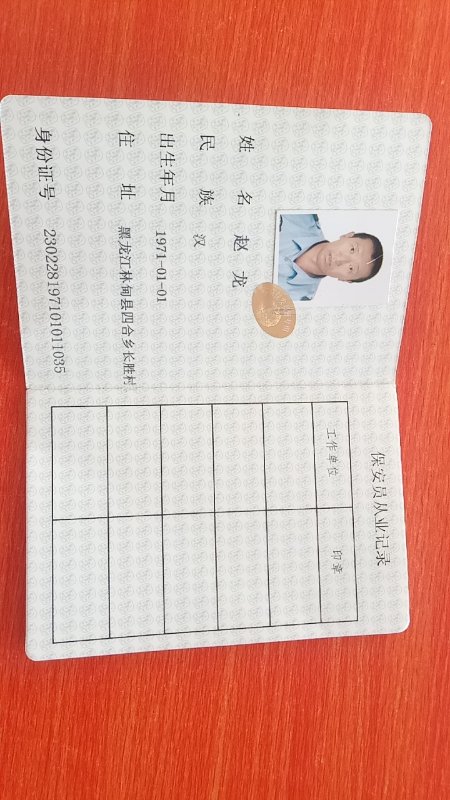 姓 名 赵 龙
民 族 汉
出生年月 1971-01-01
住 址 黑龙江林甸县四合乡长胜村
身份证号 230228197101011035
保安员从业记录
工作单位 印章